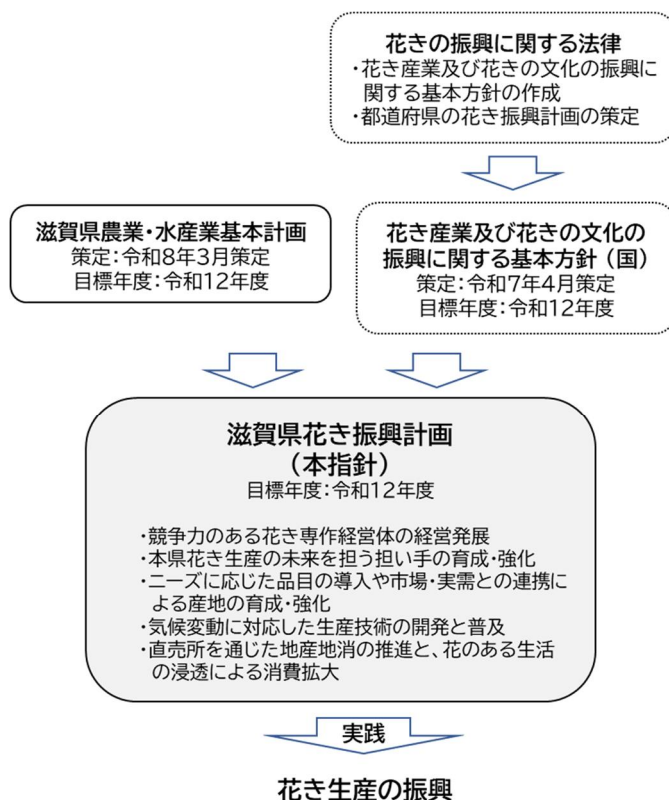 花きの振興に関する法律
・花き産業及び花きの文化の振興に
関する基本方針の作成
・都道府県の花き振興計画の策定
滋賀県農業・水産業基本計画
策定：令和8年3月策定
目標年度：令和12年度
花き産業及び花きの文化の
振興に関する基本方針（国）
策定：令和7年4月策定
目標年度：令和12年度
滋賀県花き振興計画
（本指針）
目標年度：令和12年度
・競争力のある花き専作経営体の経営発展
・本県花き生産の未来を担う担い手の育成・強化
・ニーズに応じた品目の導入や市場・実需との連携に
よる産地の育成・強化
・気候変動に対応した生産技術の開発と普及
・直売所を通じた地産地消の推進と、花のある生活
の浸透による消費拡大
実践
花き生産の振興